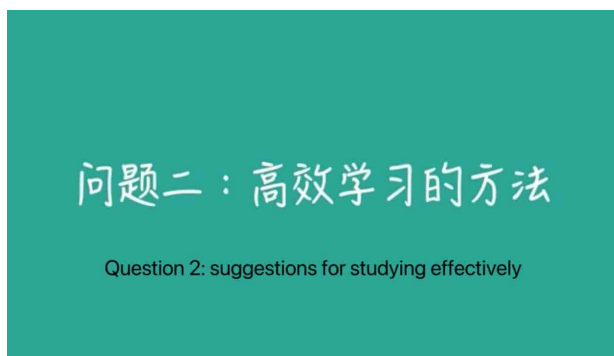 问题二：高效学习的方法
Question 2: suggestions for studying effectively